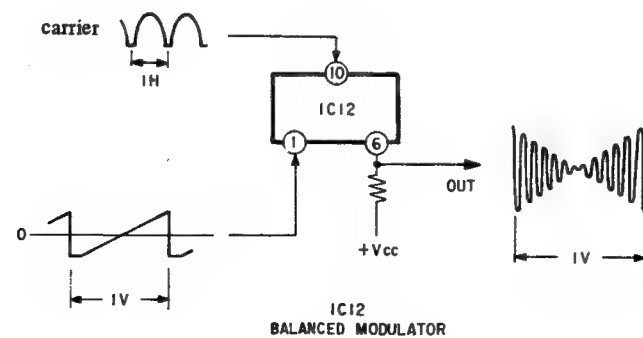 carrier
1H
10
IC12
1
6
OUT
0
+Vcc
1V
1V
IC12
BALANCED MODULATOR